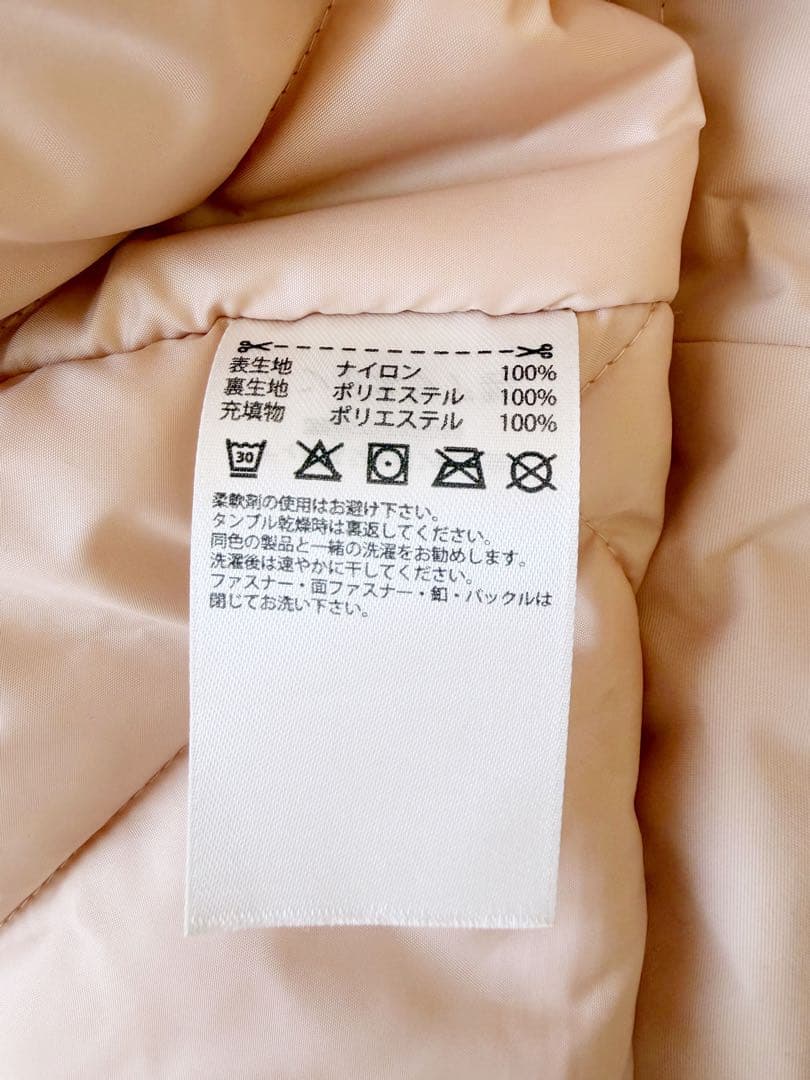 表生地 ナイロン 100%
裏生地 ポリエステル 100%
充填物 ポリエステル 100%
30
柔軟剤の使用はお避け下さい。
タンブル乾燥時は裏返してください。
同色の製品と一緒の洗濯をお勧めします。
洗濯後は速やかに干してください。
ファスナー・面ファスナー・釦・バックルは
閉じてお洗い下さい。